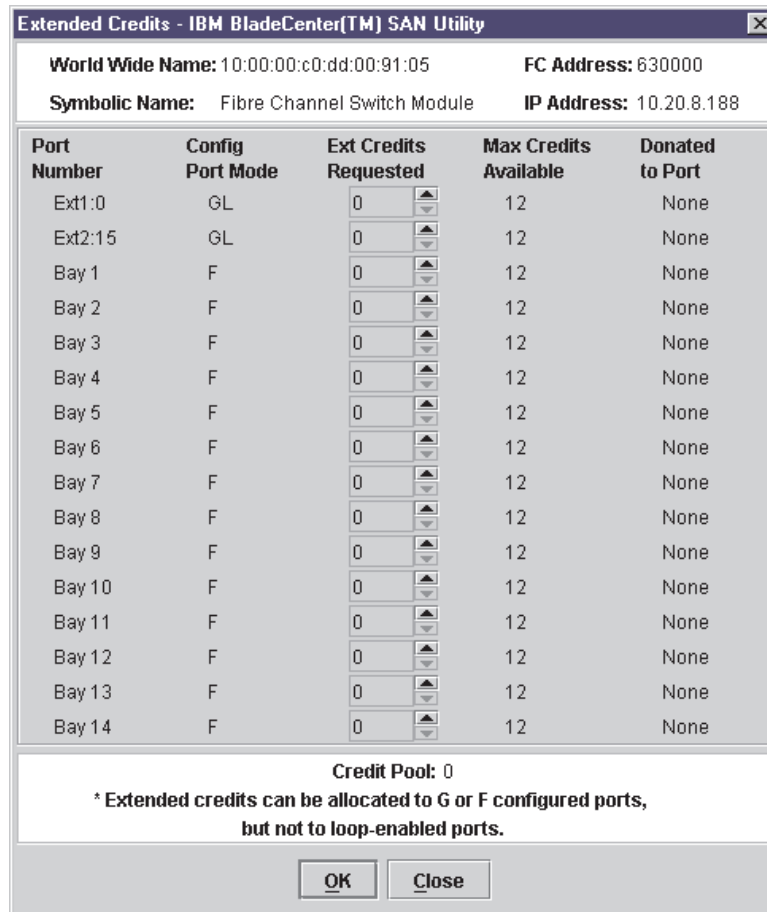 Extended Credits - IBM BladeCenter(TM) SAN Utility
World Wide Name: 10:00:00:c0:dd:00:91:05 FC Address: 630000
Symbolic Name: Fibre Channel Switch Module IP Address: 10.20.8.188
Port Config Ext Credits Max Credits Donated
Number Port Mode Requested Available to Port
Ext1:0 GL 0 12 None
Ext2:15 GL 0 12 None
Bay 1 F 0 12 None
Bay 2 F 0 12 None
Bay 3 F 0 12 None
Bay 4 F 0 12 None
Bay 5 F 0 12 None
Bay 6 F 0 12 None
Bay 7 F 0 12 None
Bay 8 F 0 12 None
Bay 9 F 0 12 None
Bay 10 F 0 12 None
Bay 11 F 0 12 None
Bay 12 F 0 12 None
Bay 13 F 0 12 None
Bay 14 F 0 12 None
Credit Pool: 0
* Extended credits can be allocated to G or F configured ports,
but not to loop-enabled ports.
OK Close